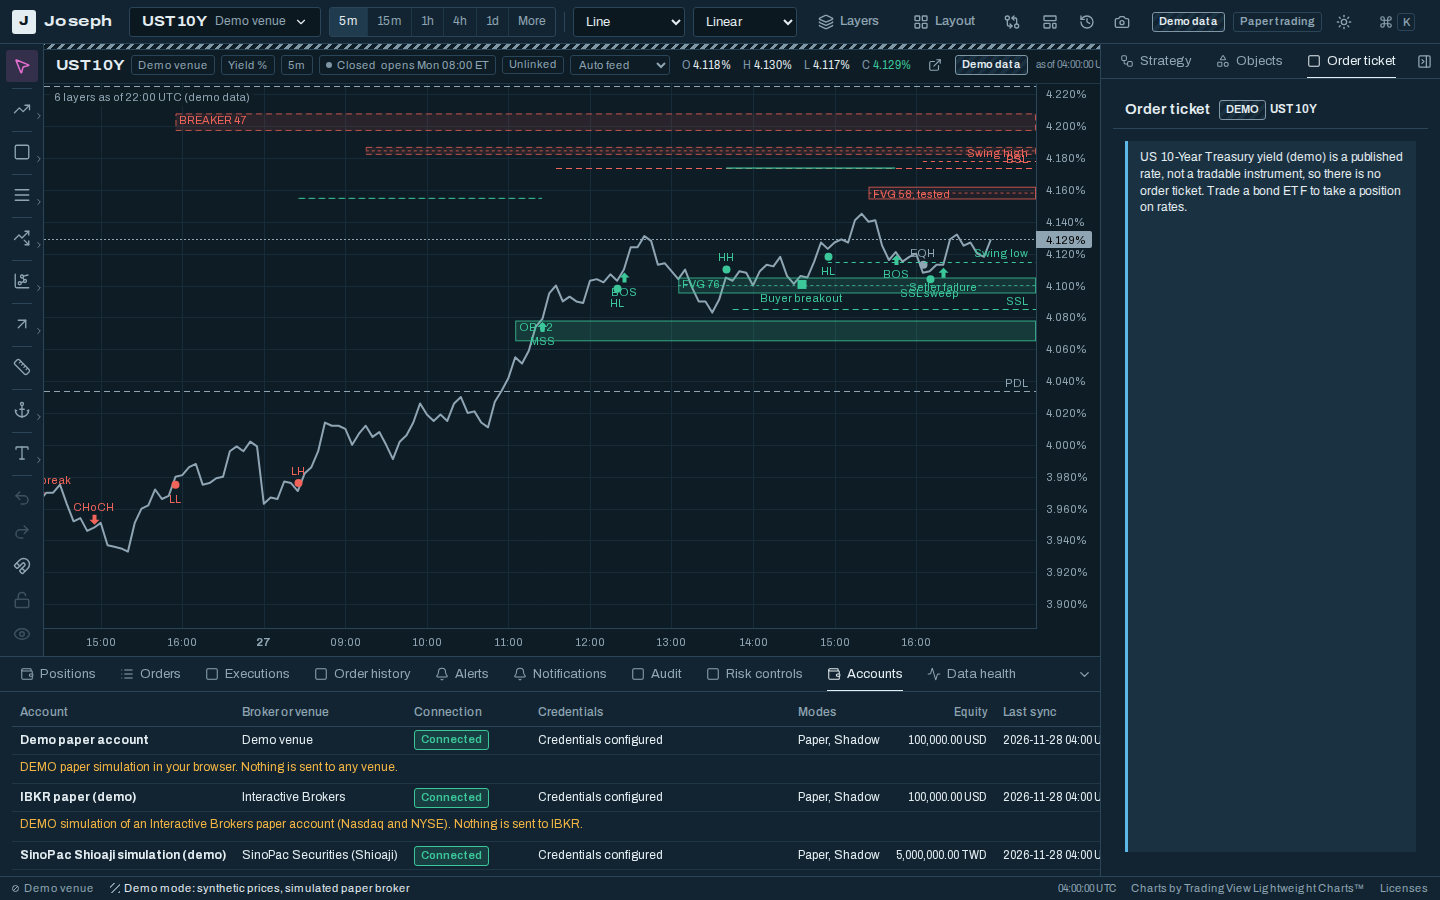 J Joseph UST10Y Demo venue 5m 15m 1h 4h 1d More Line Linear Layers Layout Demo data Paper trading ⌘ K
UST10Y Demo venue Yield % 5m Closed opens Mon 08:00 ET Unlinked Auto feed O 4.118% H 4.130% L 4.117% C 4.129% Demo data as of 04:00:00 U
Strategy Objects Order ticket
6 layers as of 22:00 UTC (demo data)
4.220%
Order ticket DEMO UST10Y
BREAKER 47
4.200%
Swing high
BSL
4.180%
US 10-Year Treasury yield (demo) is a published
rate, not a tradable instrument, so there is no
order ticket. Trade a bond ETF to take a position
on rates.
FVG 58, tested
4.160%
4.140%
4.129%
HH
EQH
Swing low
4.120%
HL
BOS
FVG 76
Seller failure
4.100%
BOS
HL
Buyer breakout
SSL sweep
SSL
4.080%
MSS
4.060%
PDL
4.040%
4.020%
4.000%
break
LH
3.980%
LL
CHoCH
3.960%
3.940%
3.920%
3.900%
15:00 16:00 27 09:00 10:00 11:00 12:00 13:00 14:00 15:00 16:00
Positions Orders Executions Order history Alerts Notifications Audit Risk controls Accounts Data health
Account Broker or venue Connection Credentials Modes Equity Last sync
Demo paper account Demo venue Connected Credentials configured Paper, Shadow 100,000.00 USD 2026-11-28 04:00 U
DEMO paper simulation in your browser. Nothing is sent to any venue.
IBKR paper (demo) Interactive Brokers Connected Credentials configured Paper, Shadow 100,000.00 USD 2026-11-28 04:00 U
DEMO simulation of an Interactive Brokers paper account (Nasdaq and NYSE). Nothing is sent to IBKR.
SinoPac Shioaji simulation (demo) SinoPac Securities (Shioaji) Connected Credentials configured Paper, Shadow 5,000,000.00 TWD 2026-11-28 04:00 U
Demo venue Demo mode: synthetic prices, simulated paper broker 04:00:00 UTC Charts by TradingView Lightweight Charts™ Licenses